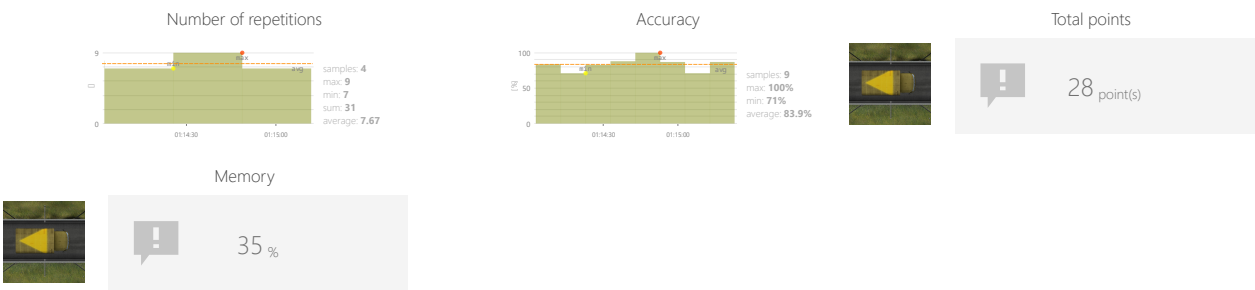 Number of repetitions
9
0
min
max
avg
01:14:30
01:15:00
samples: 4
max: 9
min: 7
sum: 31
average: 7.67
Accuracy
100
50
0
[%]
min
max
avg
01:14:30
01:15:00
samples: 9
max: 100%
min: 71%
average: 83.9%
Total points
28 point(s)
Memory
35 %